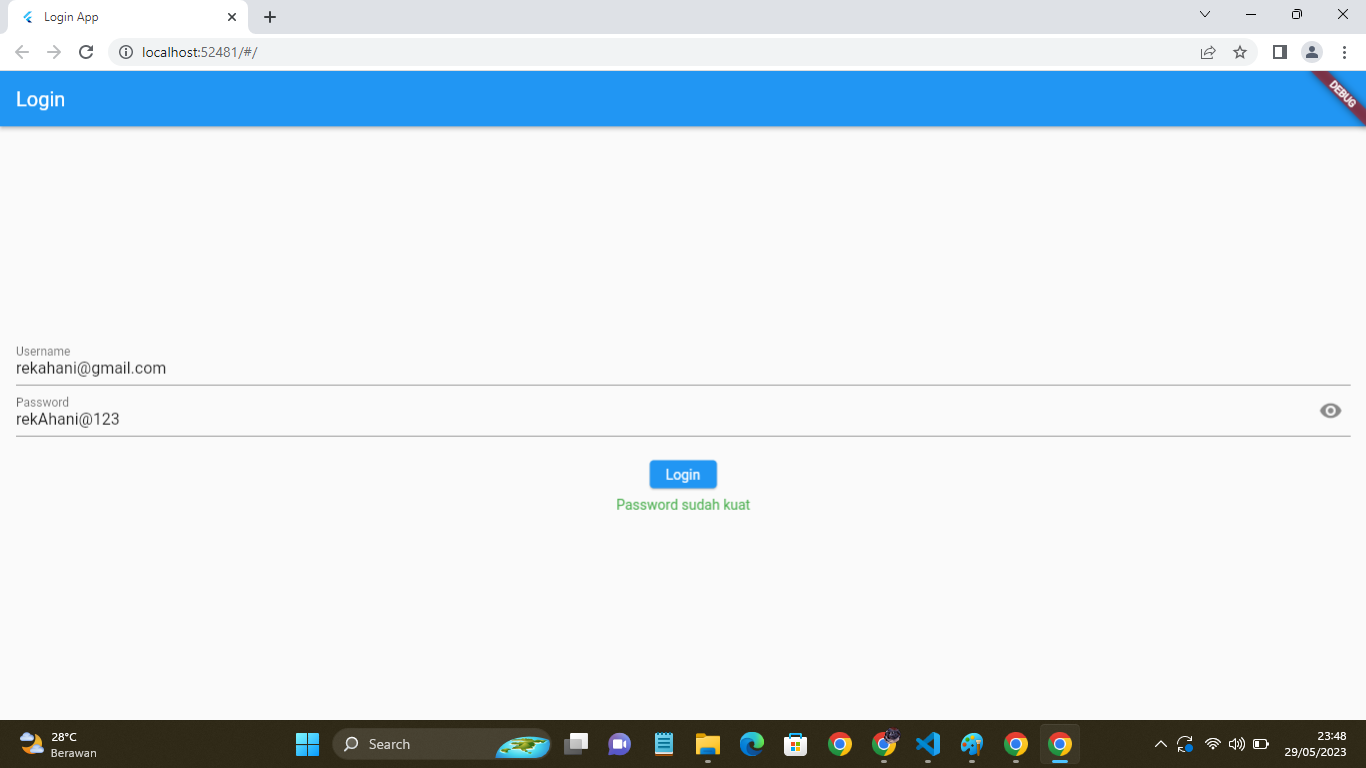 Login App
localhost:52481/#/
Login
DEBUG
Username
rekahani@gmail.com
Password
rekAhani@123
Login
Password sudah kuat
28°C
Berawan
Search
23:48
29/05/2023